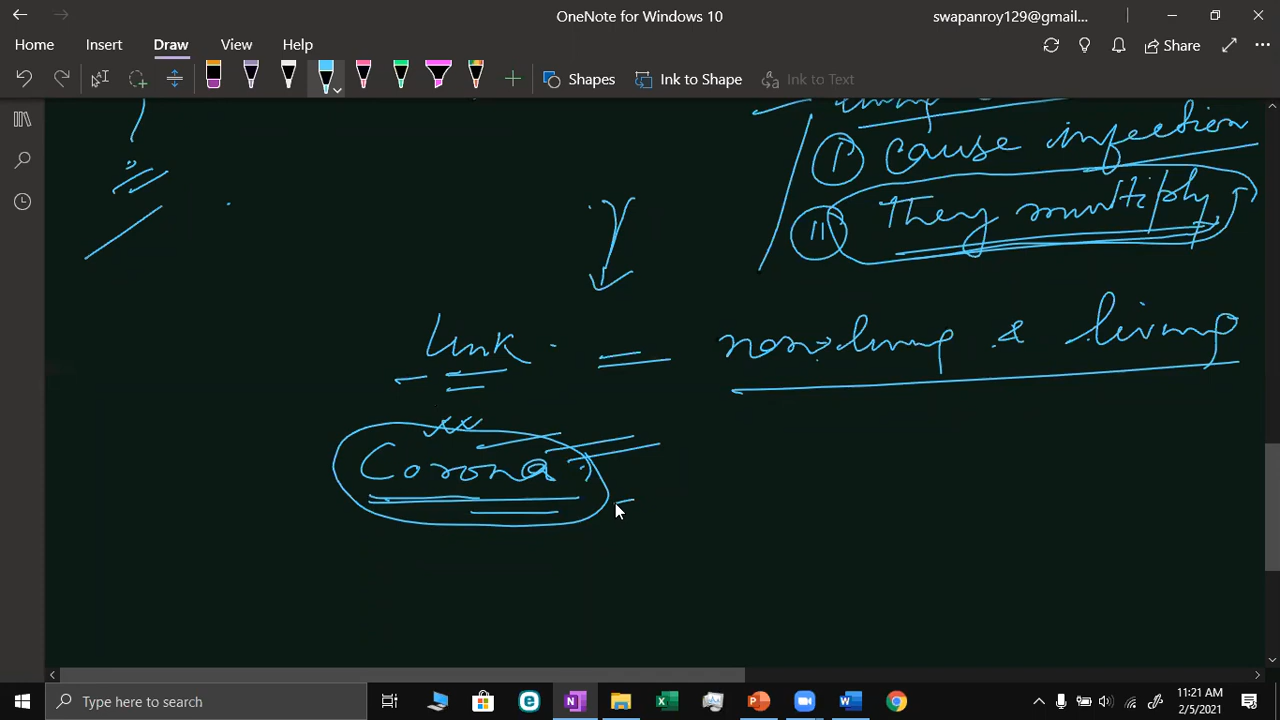 OneNote for Windows 10
swapanroy129@gmail...
Home Insert Draw View Help
Share
Shapes Ink to Shape Ink to Text
living
I cause infection
II They multiply
Link = non-living & living
Corona
Type here to search
11:21 AM
2/5/2021